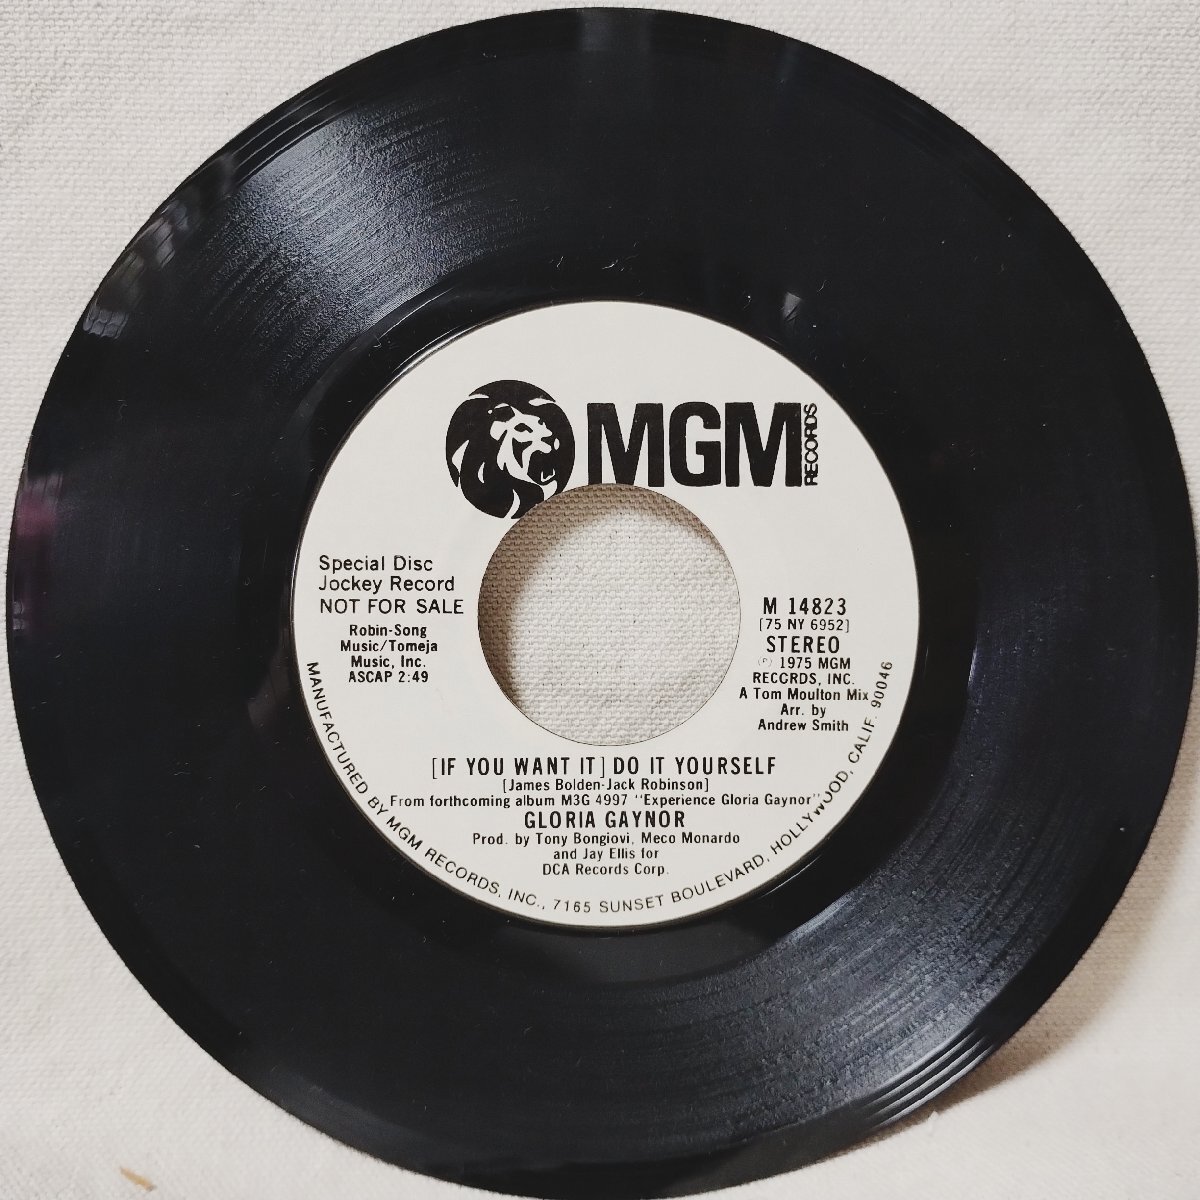 MGM
RECORDS
Special Disc
Jockey Record
NOT FOR SALE
Robin-Song
Music/Tomeja
Music, Inc.
ASCAP 2:49
M 14823
[75 NY 6952]
STEREO
Ⓟ 1975 MGM
RECORDS, INC.
A Tom Moulton Mix
Arr. by
Andrew Smith
[IF YOU WANT IT] DO IT YOURSELF
[James Bolden-Jack Robinson]
From forthcoming album M3G 4997 "Experience Gloria Gaynor"
GLORIA GAYNOR
Prod. by Tony Bongiovi, Meco Monardo
and Jay Ellis for
DCA Records Corp.
MANUFACTURED BY MGM RECORDS, INC., 7165 SUNSET BOULEVARD, HOLLYWOOD, CALIF. 90046